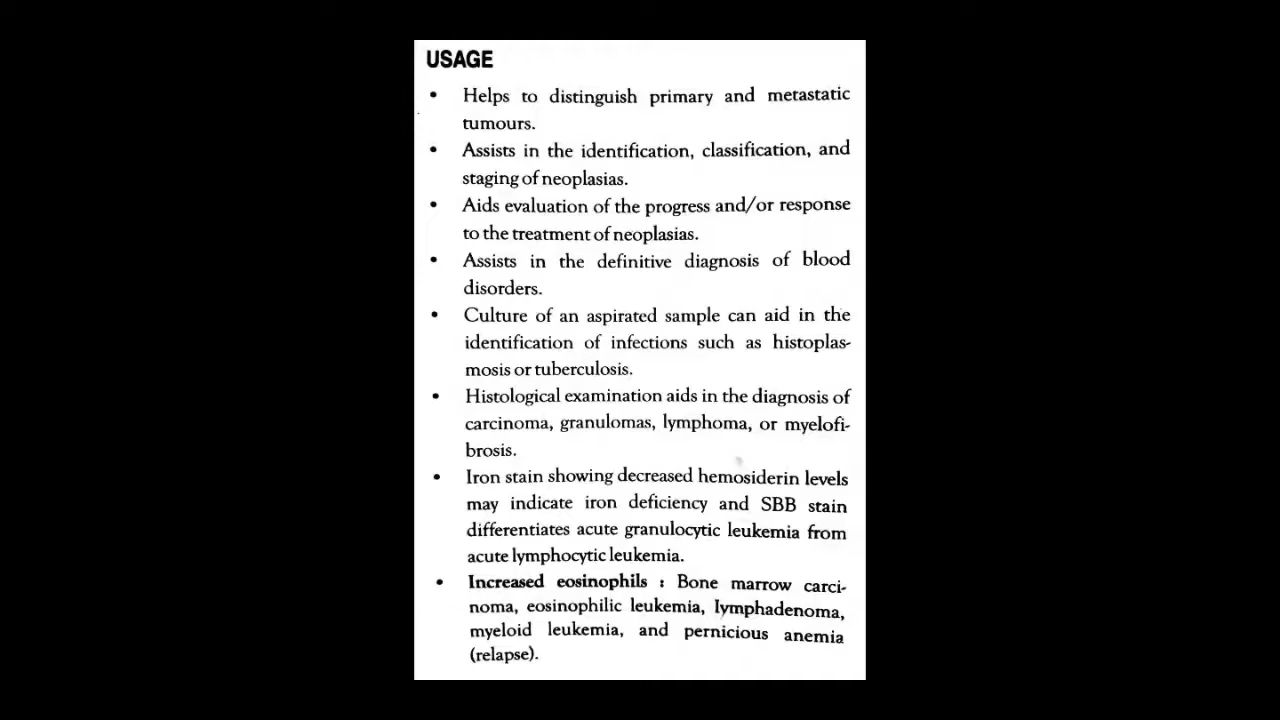 USAGE
• Helps to distinguish primary and metastatic
tumours.
• Assists in the identification, classification, and
staging of neoplasias.
• Aids evaluation of the progress and/or response
to the treatment of neoplasias.
• Assists in the definitive diagnosis of blood
disorders.
• Culture of an aspirated sample can aid in the
identification of infections such as histoplas-
mosis or tuberculosis.
• Histological examination aids in the diagnosis of
carcinoma, granulomas, lymphoma, or myelofi-
brosis.
• Iron stain showing decreased hemosiderin levels
may indicate iron deficiency and SBB stain
differentiates acute granulocytic leukemia from
acute lymphocytic leukemia.
• Increased eosinophils : Bone marrow carci-
noma, eosinophilic leukemia, lymphadenoma,
myeloid leukemia, and pernicious anemia
(relapse).